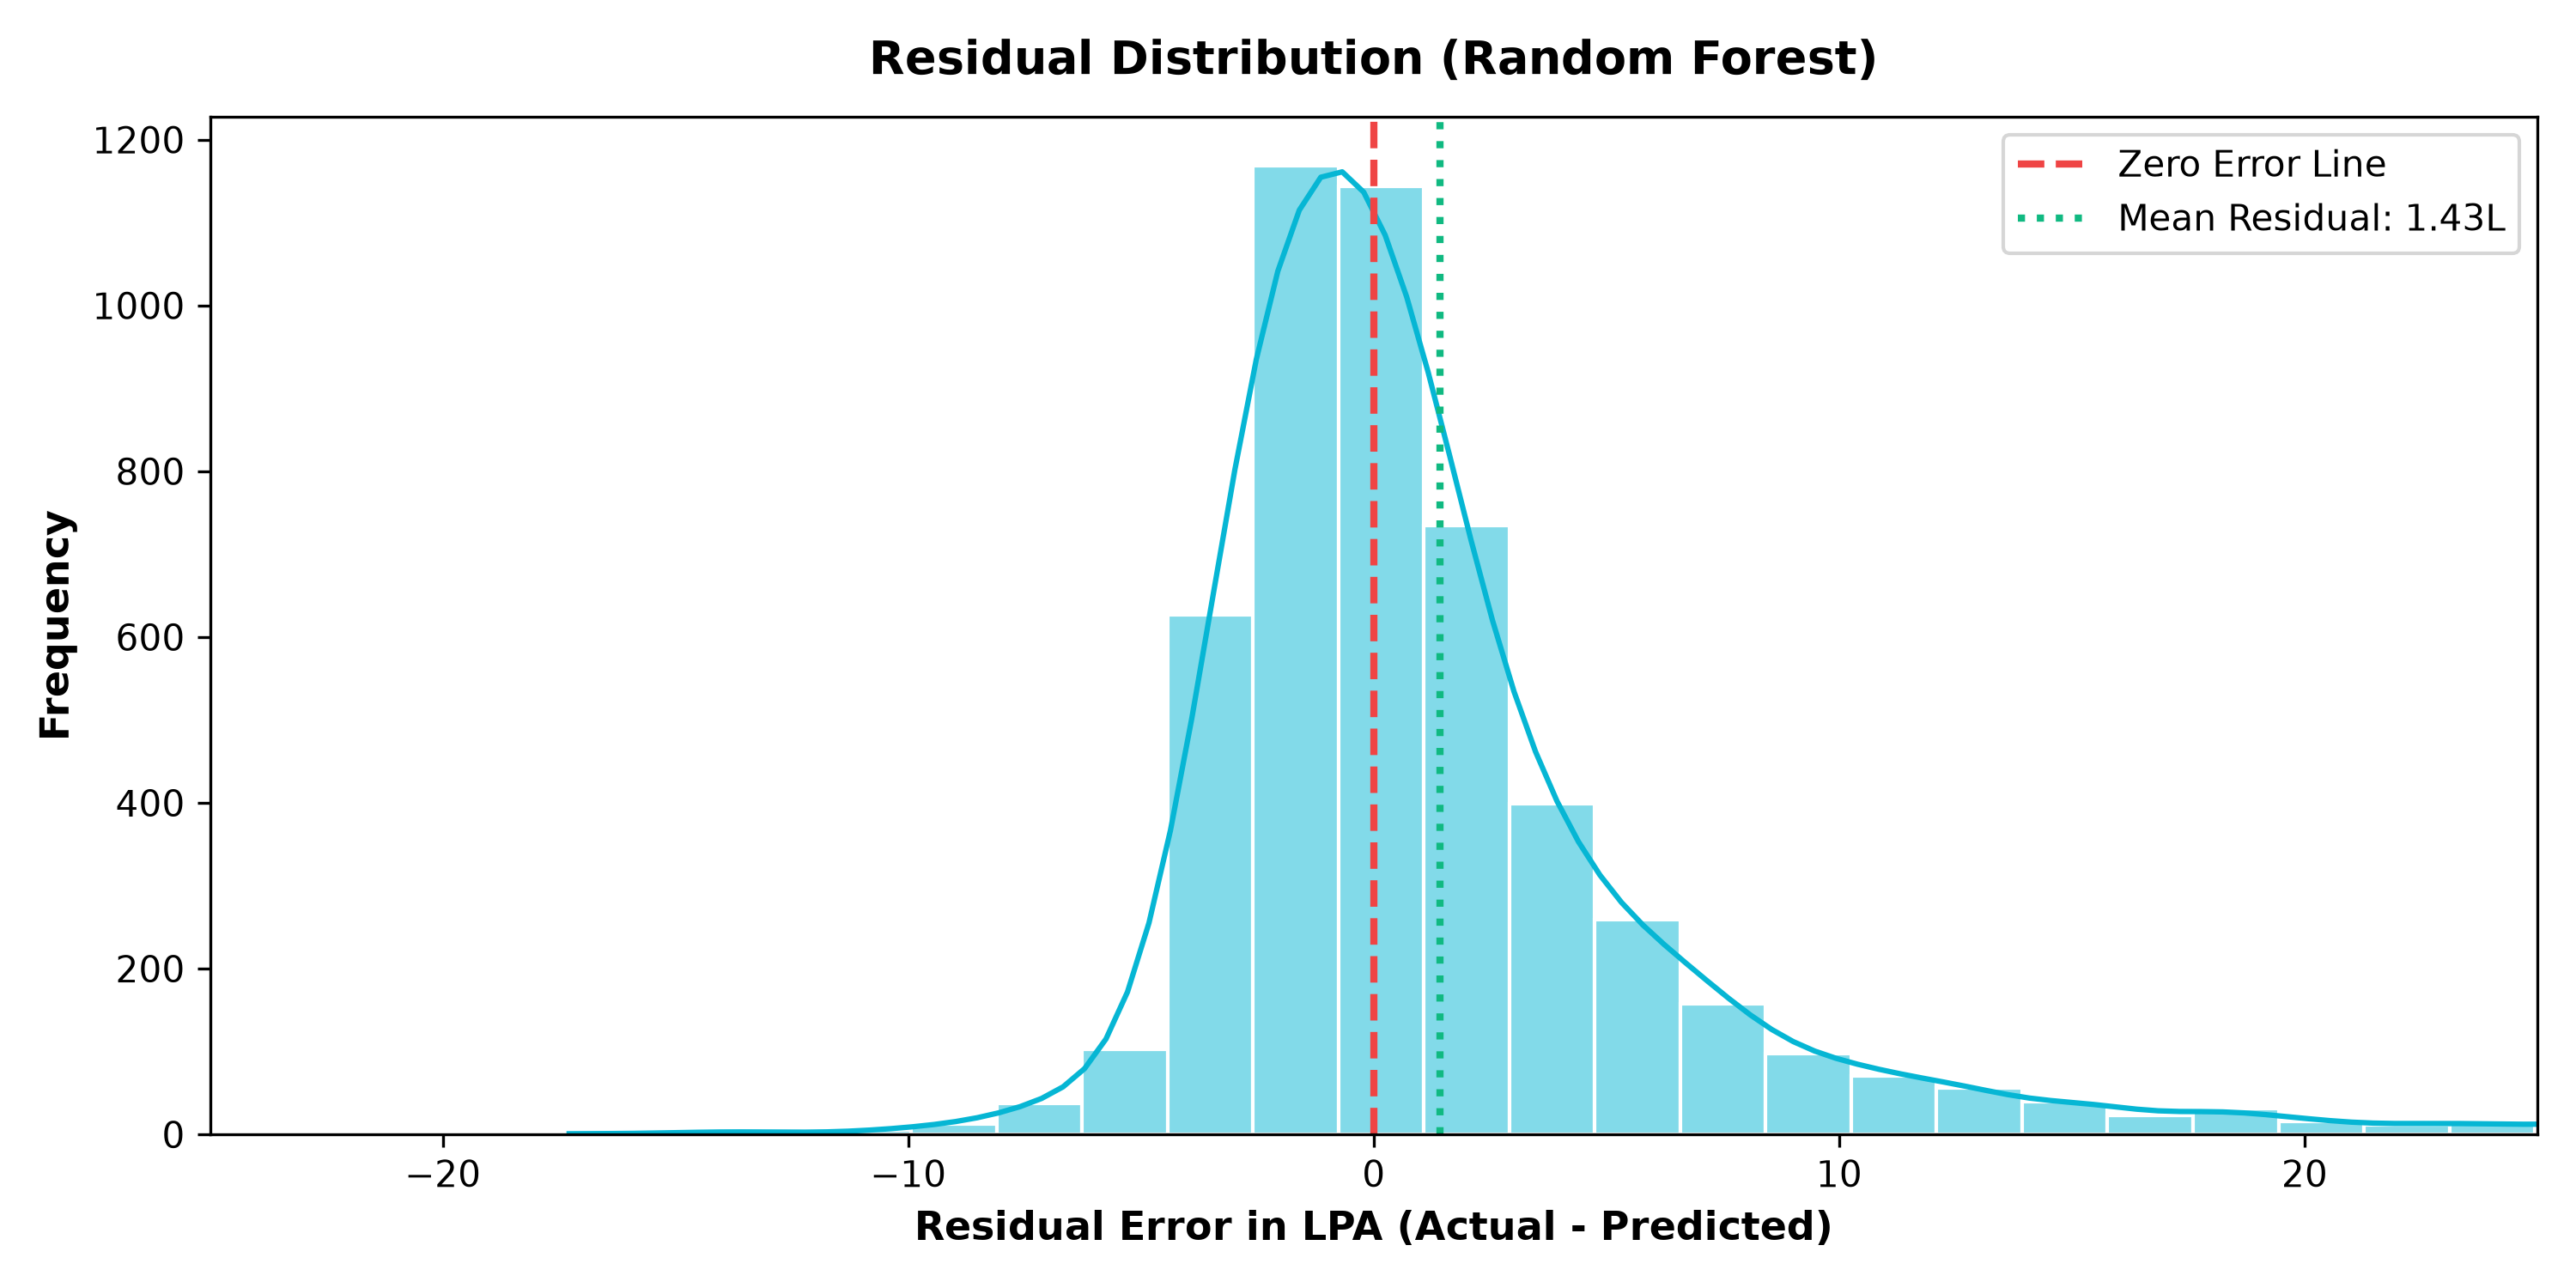 Residual Distribution (Random Forest)
Zero Error Line
Mean Residual: 1.43L
1200
1000
800
600
400
200
0
Frequency
−20
−10
0
10
20
Residual Error in LPA (Actual - Predicted)